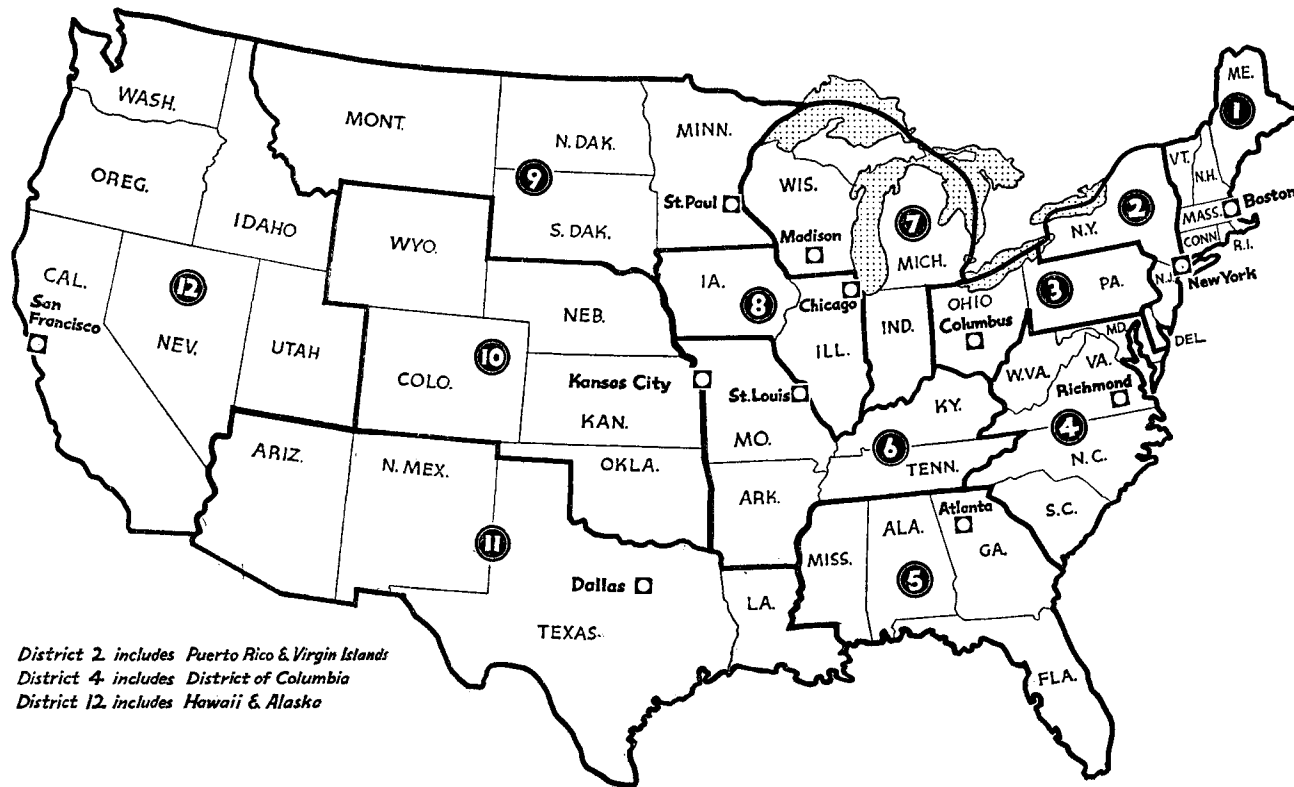 ME.
1
WASH.
MONT.
N. DAK.
MINN.
VT.
N.H.
OREG.
9
WIS.
2
St. Paul
7
MASS.
Boston
IDAHO
WYO.
S. DAK.
N.Y.
CONN
R.I.
Madison
MICH.
CAL.
12
IA.
8
Chicago
OHIO
3
PA.
N.J.
New York
San
Francisco
NEB.
IND.
Columbus
MD.
DEL.
NEV.
UTAH
10
ILL.
W.VA.
VA.
COLO.
Kansas City
St. Louis
Richmond
KAN.
KY.
4
ARIZ.
N. MEX.
OKLA.
MO.
6
TENN.
N.C.
ARK.
Atlanta
S.C.
11
MISS.
ALA.
GA.
Dallas
5
LA.
TEXAS
FLA.
District 2 includes Puerto Rico & Virgin Islands
District 4 includes District of Columbia
District 12 includes Hawaii & Alaska